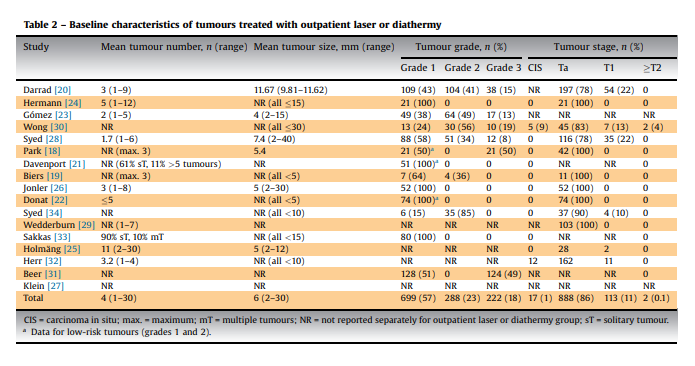 Table 2 – Baseline characteristics of tumours treated with outpatient laser or diathermy
Study Mean tumour number, n (range) Mean tumour size, mm (range) Tumour grade, n (%) Tumour stage, n (%)
Grade 1 Grade 2 Grade 3 CIS Ta T1 ≥T2
Darrad [20] 3 (1–9) 11.67 (9.81–11.62) 109 (43) 104 (41) 38 (15) NR 197 (78) 54 (22) 0
Hermann [24] 5 (1–12) NR (all ≤15) 21 (100) 0 0 0 21 (100) 0 0
Gómez [23] 2 (1–5) 4 (2–15) 49 (38) 64 (49) 17 (13) NR NR NR NR
Wong [30] NR NR (all ≤30) 13 (24) 30 (56) 10 (19) 5 (9) 45 (83) 7 (13) 2 (4)
Syed [28] 1.7 (1–6) 7.4 (2–40) 88 (58) 51 (34) 12 (8) 0 116 (78) 35 (22) 0
Park [18] NR (max. 3) 5.4 21 (50)ᵃ 0 21 (50) 0 42 (100) 0 0
Davenport [21] NR (61% sT, 11% >5 tumours) NR 51 (100)ᵃ 0 0 NR NR 0
Biers [19] NR (max. 3) NR (all <5) 7 (64) 4 (36) 0 0 11 (100) 0 0
Jonler [26] 3 (1–8) 5 (2–30) 52 (100) 0 0 52 (100) 0 0
Donat [22] ≤5 NR (all <5) 74 (100)ᵃ 0 0 74 (100) 0 0
Syed [34] NR NR (all <10) 6 (15) 35 (85) 0 0 37 (90) 4 (10) 0
Wedderburn [29] NR (1–7) NR NR NR NR 0 103 (100) 0 0
Sakkas [33] 90% sT, 10% mT NR (all <15) 80 (100) 0 0 NR NR 0
Holmäng [25] 11 (2–30) 5 (2–12) NR NR NR 0 28 2 0
Herr [32] 3.2 (1–4) NR (all <10) NR NR NR 12 162 11 0
Beer [31] NR NR 128 (51) 0 124 (49) NR NR NR NR
Klein [27] NR NR NR NR NR NR NR NR NR
Total 4 (1–30) 6 (2–30) 699 (57) 288 (23) 222 (18) 17 (1) 888 (86) 113 (11) 2 (0.1)
CIS = carcinoma in situ; max. = maximum; mT = multiple tumours; NR = not reported separately for outpatient laser or diathermy group; sT = solitary tumour.
ᵃ Data for low-risk tumours (grades 1 and 2).